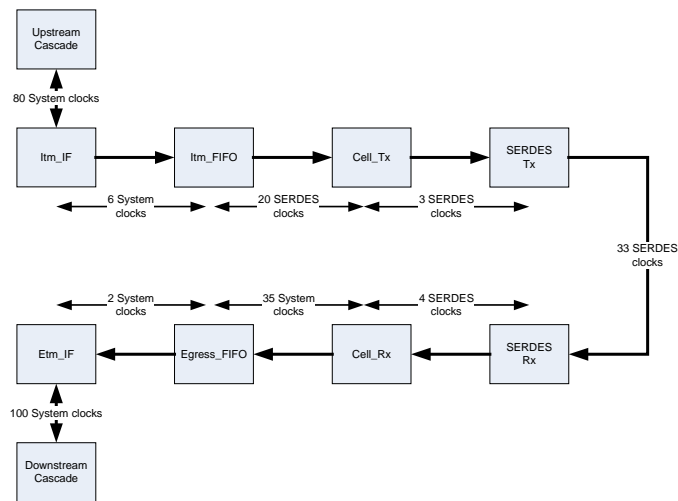 Upstream
Cascade
80 System clocks
Itm_IF
Itm_FIFO
Cell_Tx
SERDES
Tx
6 System
clocks
20 SERDES
clocks
3 SERDES
clocks
33 SERDES
clocks
2 System
clocks
35 System
clocks
4 SERDES
clocks
Etm_IF
Egress_FIFO
Cell_Rx
SERDES
Rx
100 System clocks
Downstream
Cascade